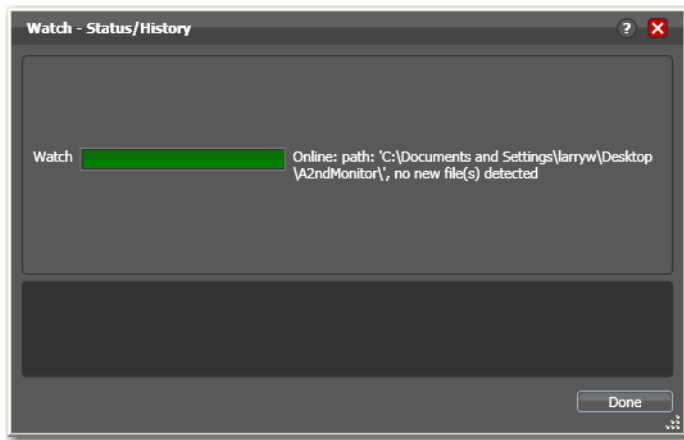 Watch - Status/History
?
Watch
Online: path: 'C:\Documents and Settings\larryw\Desktop
\A2ndMonitor\', no new file(s) detected
Done